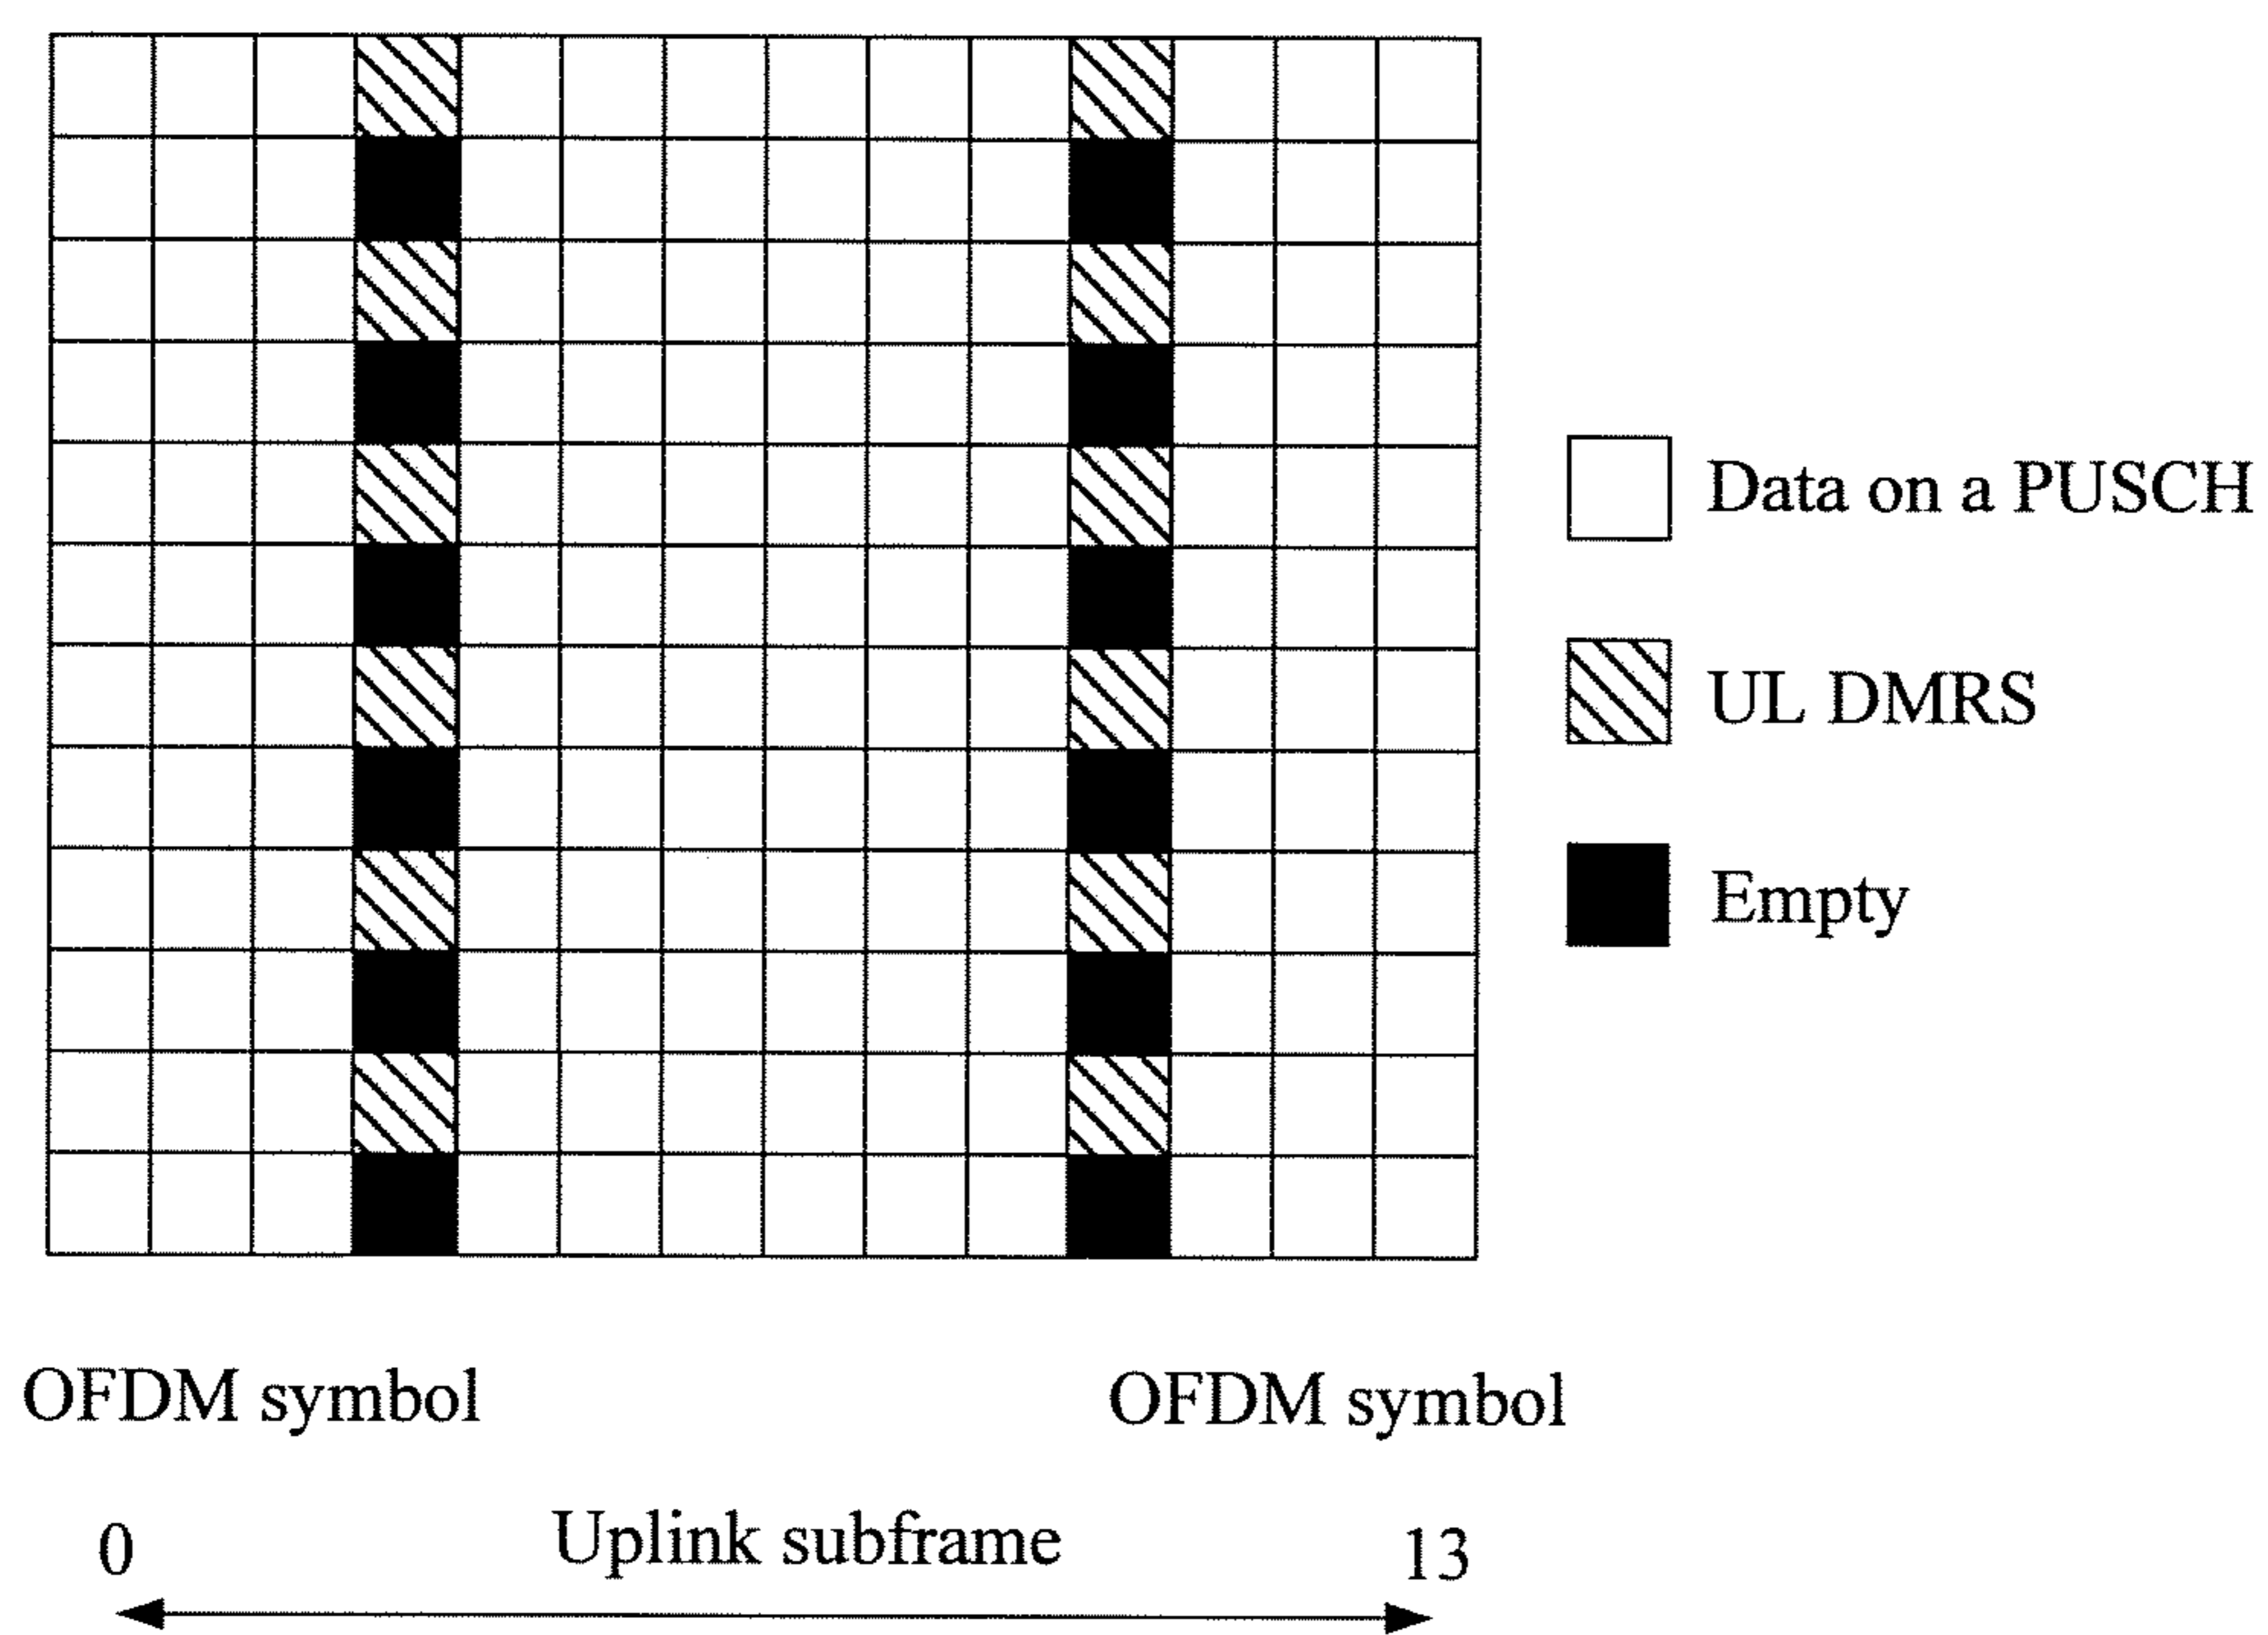 Data on a PUSCH
UL DMRS
Empty
OFDM symbol
OFDM symbol
0
Uplink subframe
13